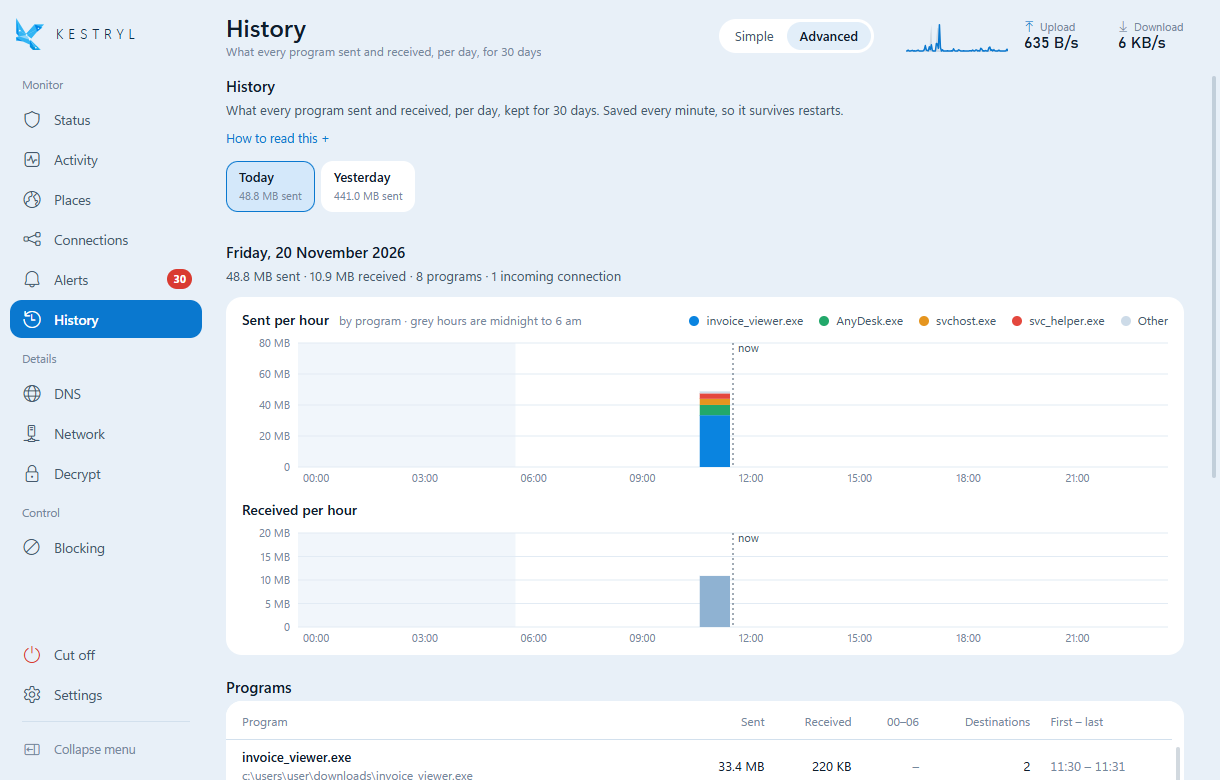 KESTRYL
History
What every program sent and received, per day, for 30 days
Simple
Advanced
Upload
635 B/s
Download
6 KB/s
Monitor
Status
Activity
Places
Connections
Alerts
30
History
Details
DNS
Network
Decrypt
Control
Blocking
Cut off
Settings
Collapse menu
History
What every program sent and received, per day, kept for 30 days. Saved every minute, so it survives restarts.
How to read this +
Today
48.8 MB sent
Yesterday
441.0 MB sent
Friday, 20 November 2026
48.8 MB sent · 10.9 MB received · 8 programs · 1 incoming connection
Sent per hour by program · grey hours are midnight to 6 am
invoice_viewer.exe AnyDesk.exe svchost.exe svc_helper.exe Other
80 MB
now
60 MB
40 MB
20 MB
0
00:00 03:00 06:00 09:00 12:00 15:00 18:00 21:00
Received per hour
20 MB
now
15 MB
10 MB
5 MB
0
00:00 03:00 06:00 09:00 12:00 15:00 18:00 21:00
Programs
Program Sent Received 00–06 Destinations First – last
invoice_viewer.exe
33.4 MB 220 KB – 2 11:30 – 11:31
c:\users\user\downloads\invoice_viewer.exe